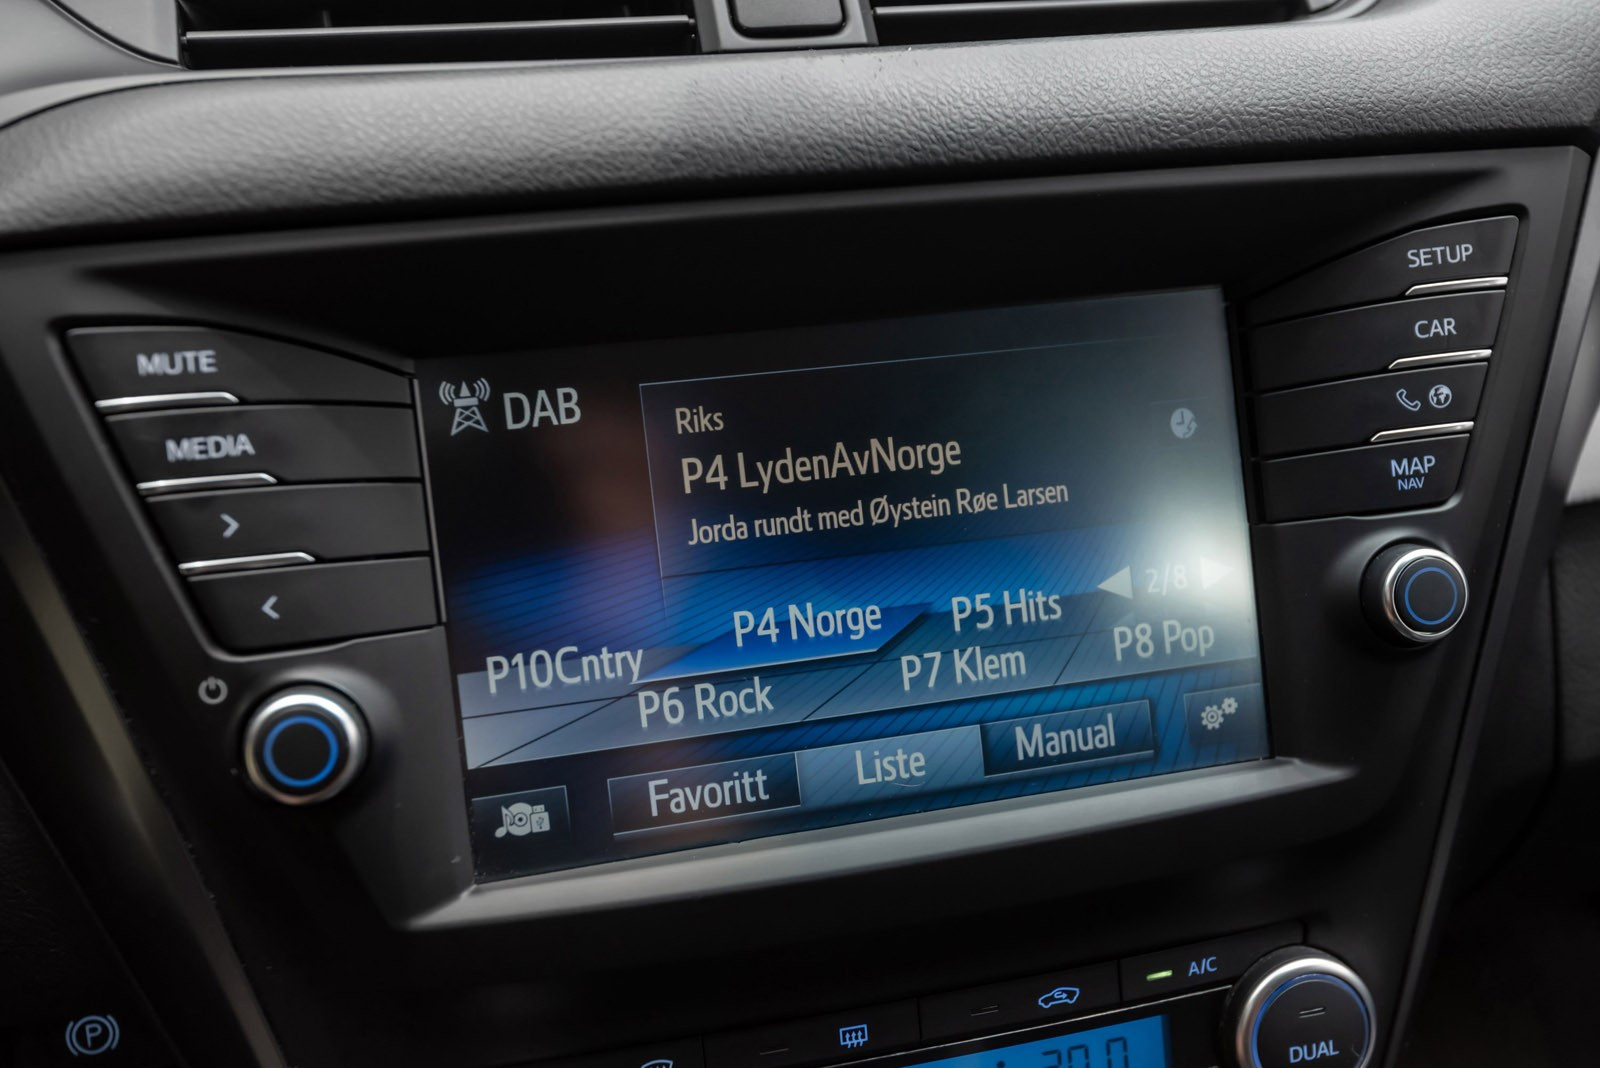 SETUP
CAR
MAP
NAV
MUTE
MEDIA
DAB
Riks
P4 LydenAvNorge
Jorda rundt med Øystein Røe Larsen
2/8
P10Cntry
P4 Norge
P5 Hits
P6 Rock
P7 Klem
P8 Pop
Favoritt
Liste
Manual
A/C
DUAL
P